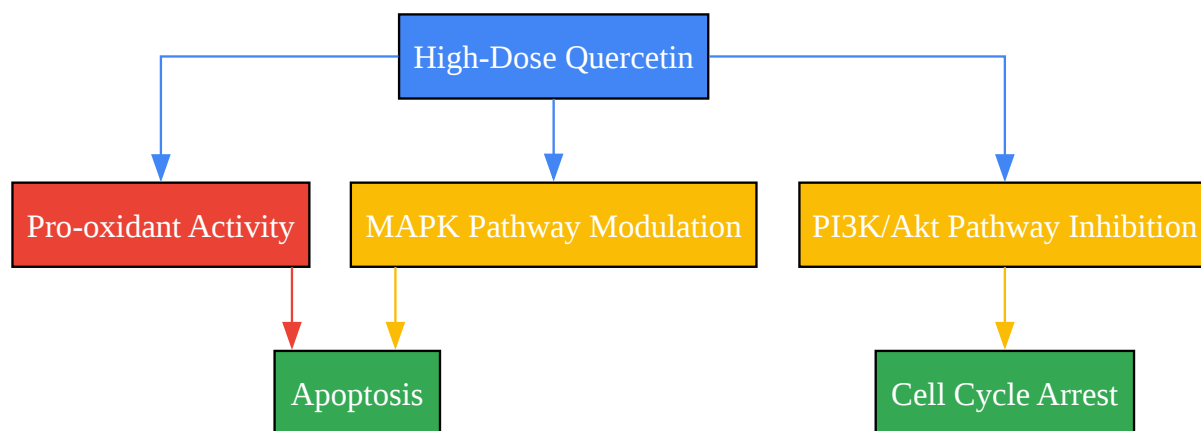 High-Dose Quercetin
Pro-oxidant Activity
MAPK Pathway Modulation
PI3K/Akt Pathway Inhibition
Apoptosis
Cell Cycle Arrest